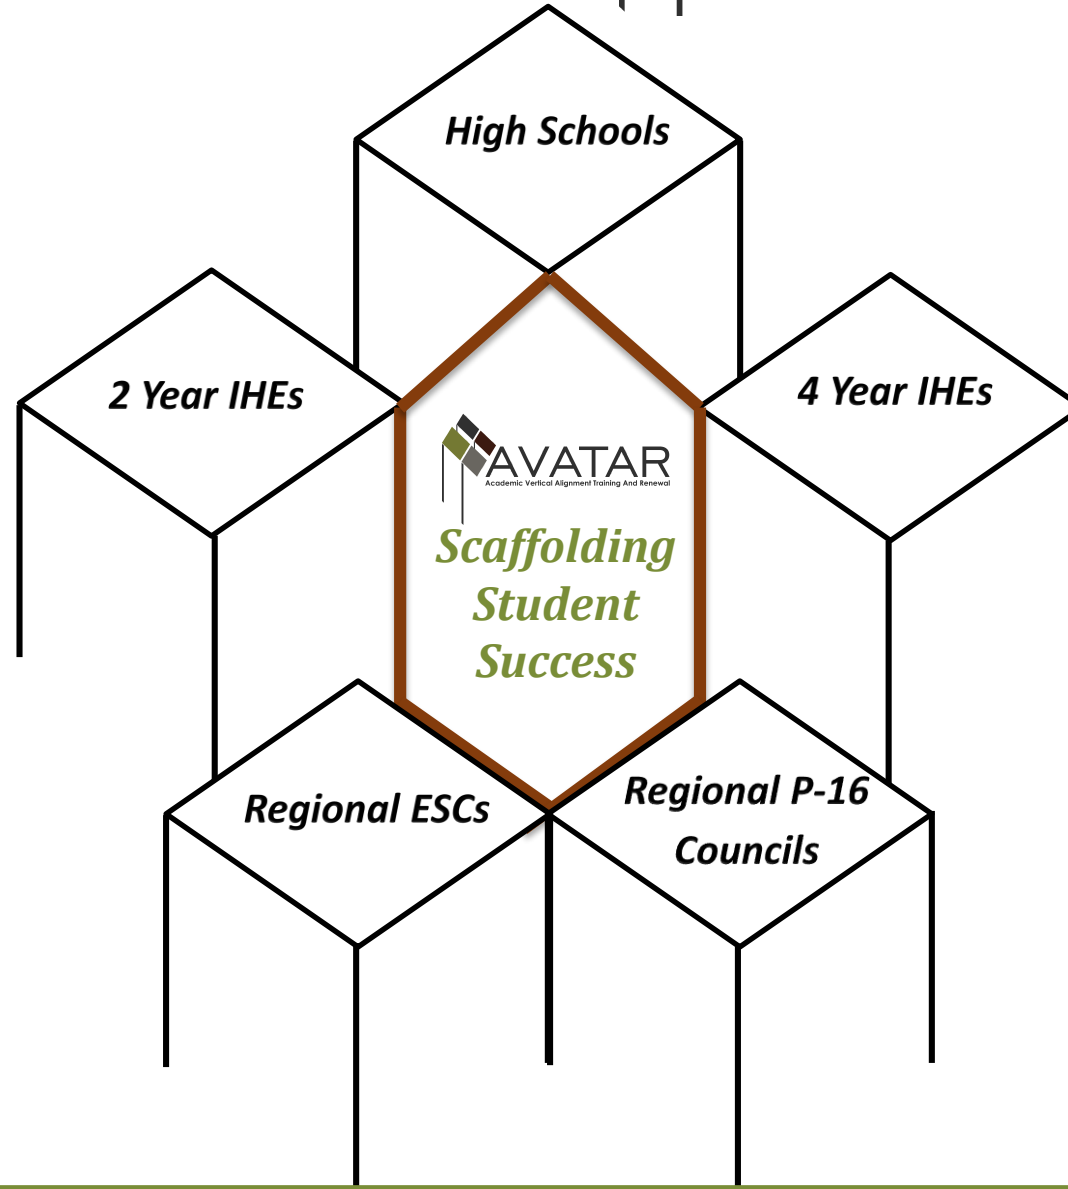 High Schools
2 Year IHEs
4 Year IHEs
AVATAR
Academic Vertical Alignment Training And Renewal
Scaffolding
Student
Success
Regional ESCs
Regional P-16
Councils